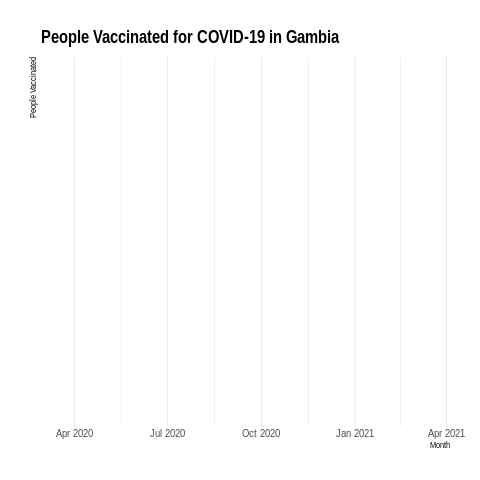 People Vaccinated for COVID-19 in Gambia
People Vaccinated
Apr 2020 Jul 2020 Oct 2020 Jan 2021 Apr 2021
Month